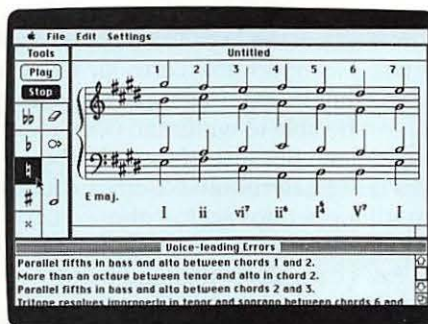 File Edit Settings
Tools
Untitled
Play
Stop
1 2 3 4 5 6 7
E maj.
I ii vi⁷ ii⁶ I⁶₄ V⁷ I
Voice-leading Errors
Parallel fifths in bass and alto between chords 1 and 2.
More than an octave between tenor and alto in chord 2.
Parallel fifths in bass and alto between chords 2 and 3.
Tritone resolves improperly in tenor and soprano between chords 6 and